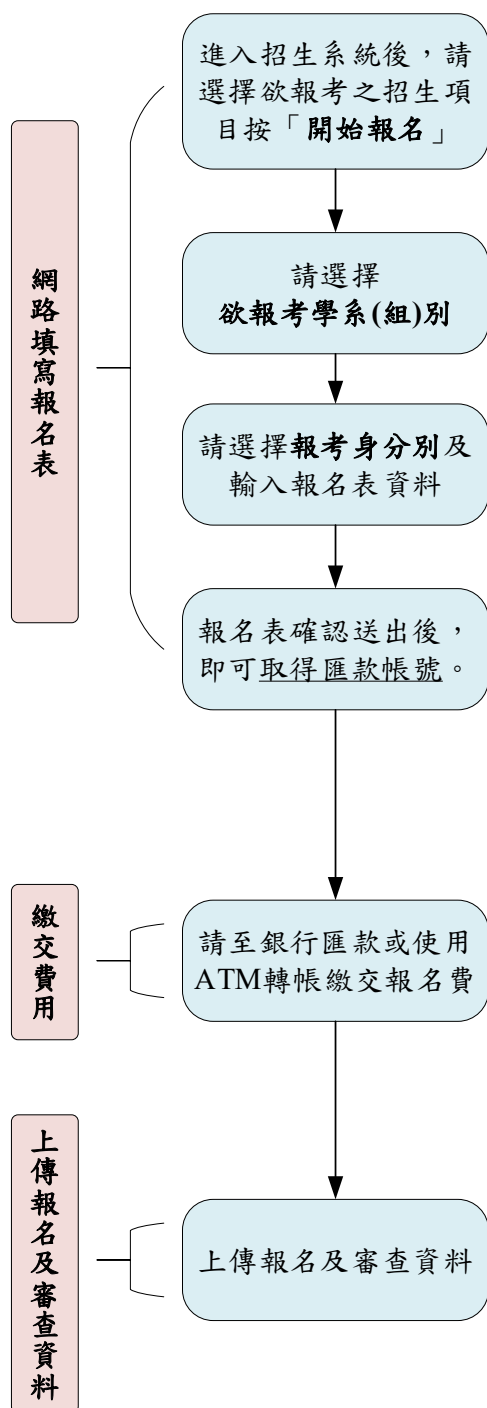 網路填寫報名表
進入招生系統後，請
選擇欲報考之招生項
目按「開始報名」
請選擇
欲報考學系(組)別
請選擇報考身分別及
輸入報名表資料
報名表確認送出後，
即可取得匯款帳號。
繳交費用
請至銀行匯款或使用
ATM轉帳繳交報名費
上傳報名及審查資料
上傳報名及審查資料